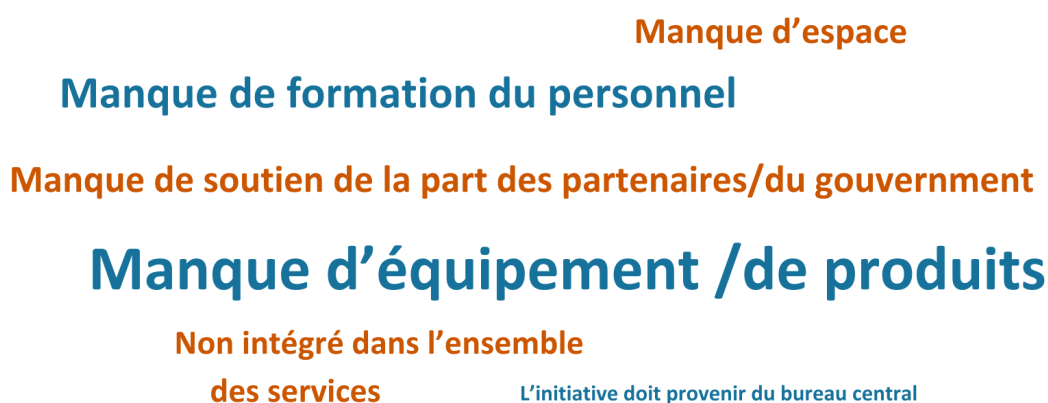 Manque d’espace
Manque de formation du personnel
Manque de soutien de la part des partenaires/du gouvernment
Manque d’équipement /de produits
Non intégré dans l’ensemble
des services
L’initiative doit provenir du bureau central